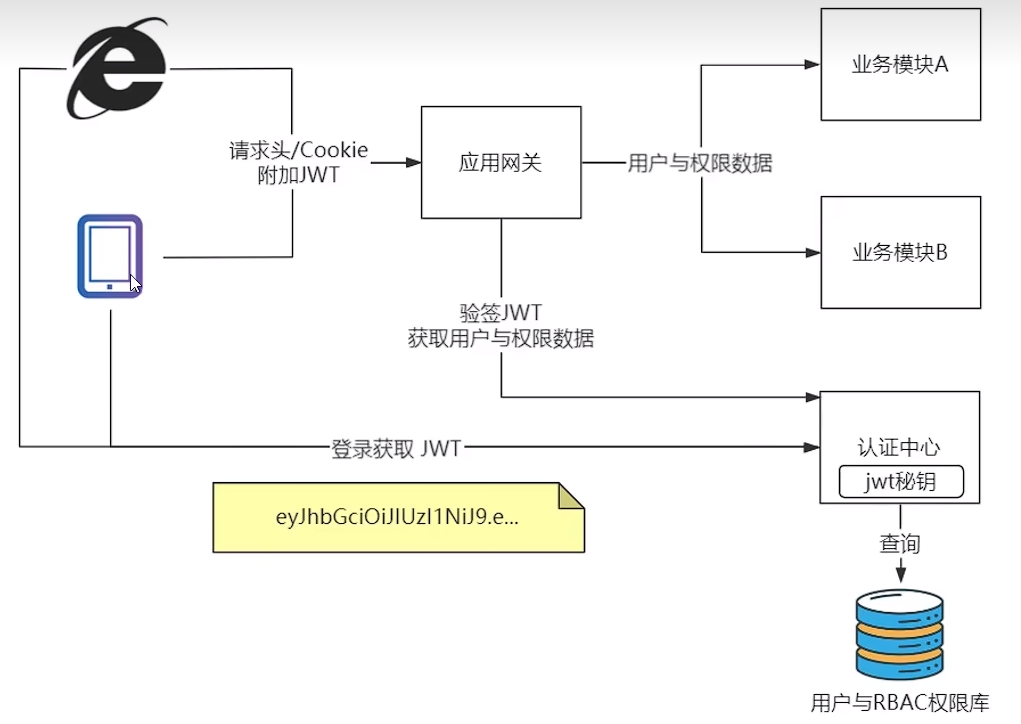 业务模块A
请求头/Cookie
附加JWT
应用网关
用户与权限数据
业务模块B
验签JWT
获取用户与权限数据
登录获取 JWT
认证中心
jwt秘钥
eyJhbGciOiJIUzI1NiJ9.e...
查询
用户与RBAC权限库